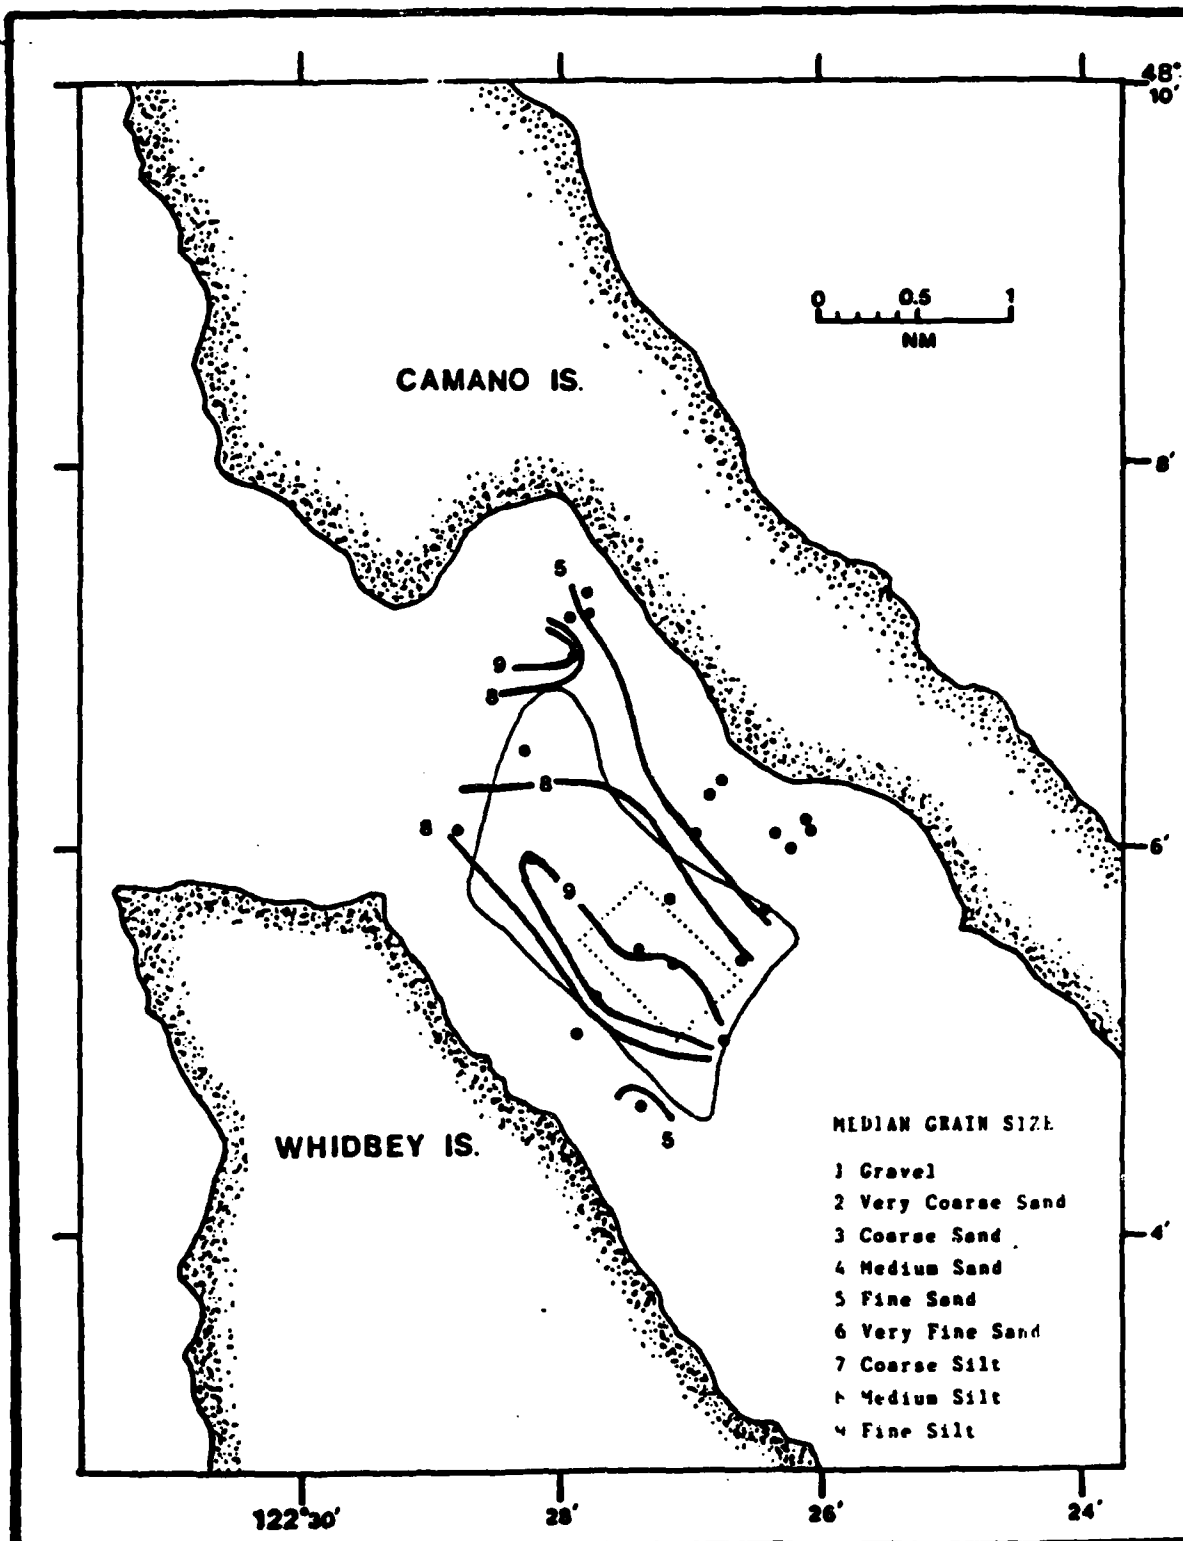 48°
10'
0 0.5 1
NM
CAMANO IS.
8'
5
9
8
8
8
6'
9
5
WHIDBEY IS.
MEDIAN GRAIN SIZE
1 Gravel
2 Very Coarse Sand
3 Coarse Sand
4'
4 Medium Sand
5 Fine Sand
6 Very Fine Sand
7 Coarse Silt
8 Medium Silt
9 Fine Silt
122°30' 28' 26' 24'